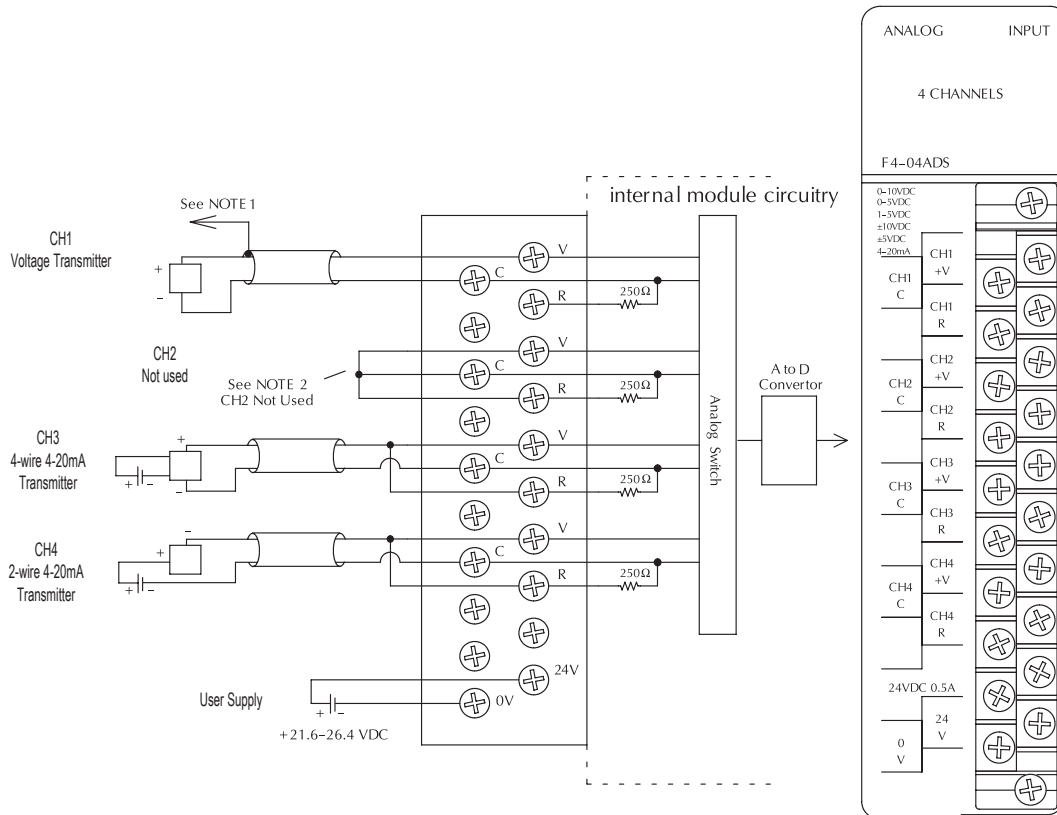 ANALOG INPUT
4 CHANNELS
F4-04ADS
0-10VDC
0-5VDC
1-5VDC
±10VDC
±5VDC
4-20mA
CH1
+V
CH1
C
CH1
R
CH2
+V
CH2
C
CH2
R
CH3
+V
CH3
C
CH3
R
CH4
+V
CH4
C
CH4
R
24VDC 0.5A
24
V
0
V
internal module circuitry
See NOTE 1
CH1
Voltage Transmitter
+
-
V
C
R
250Ω
CH2
Not used
See NOTE 2
CH2 Not Used
V
C
R
250Ω
CH3
4-wire 4-20mA
Transmitter
+
-
+ -
V
C
R
250Ω
CH4
2-wire 4-20mA
Transmitter
-
+
+ -
V
C
R
250Ω
Analog Switch
A to D
Convertor
User Supply
24V
0V
+ -
+21.6-26.4 VDC